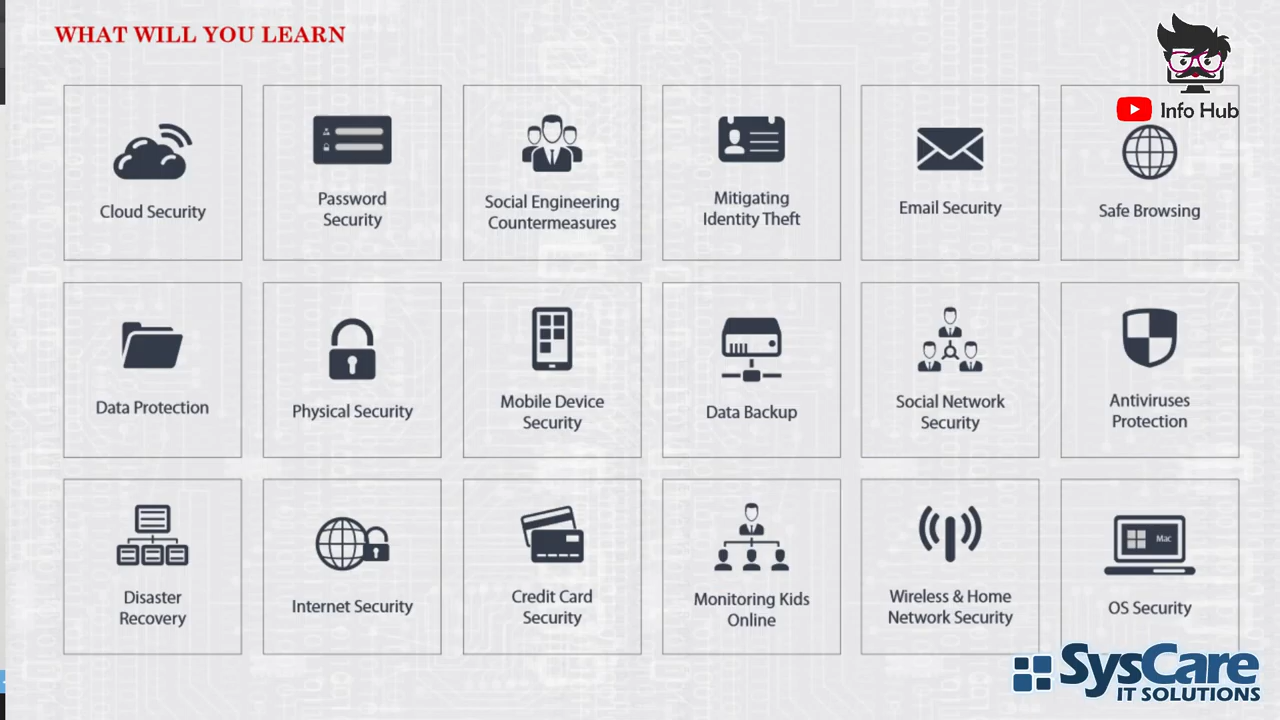 WHAT WILL YOU LEARN
Info Hub
Cloud Security
Password
Security
Social Engineering
Countermeasures
Mitigating
Identity Theft
Email Security
Safe Browsing
Data Protection
Physical Security
Mobile Device
Security
Data Backup
Social Network
Security
Antiviruses
Protection
Disaster
Recovery
Internet Security
Credit Card
Security
Monitoring Kids
Online
Wireless & Home
Network Security
Mac
OS Security
SysCare
IT SOLUTIONS